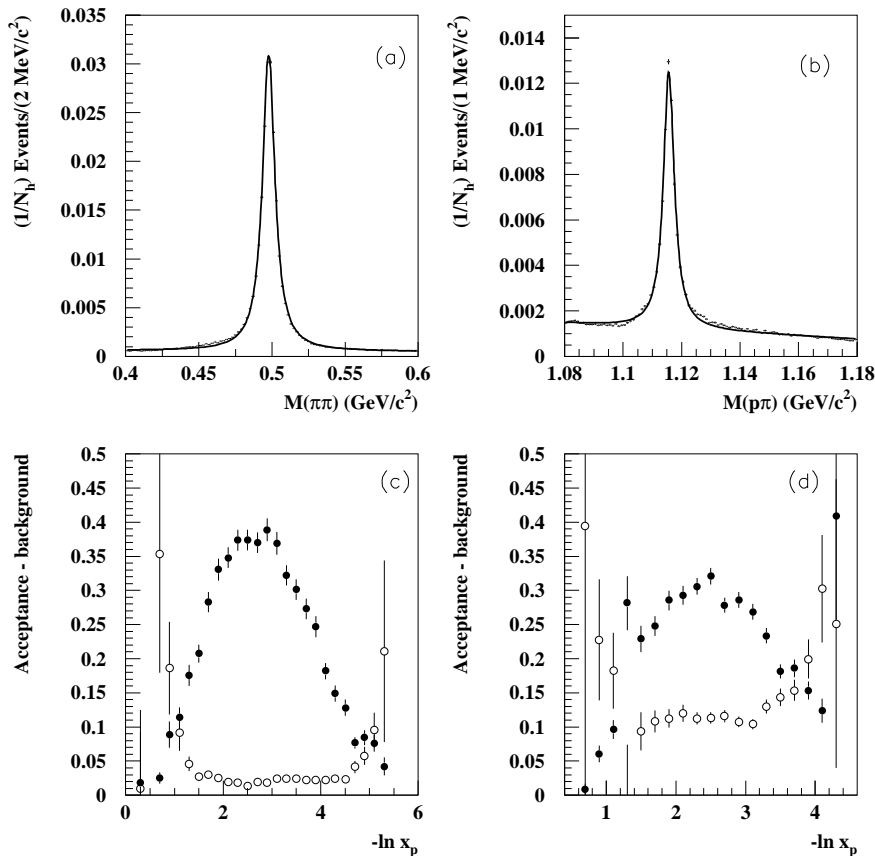 (1/N_h) Events/(2 MeV/c^2)
0.035
0.03
0.025
0.02
0.015
0.01
0.005
0
(a)
0.4 0.45 0.5 0.55 0.6
M(ππ) (GeV/c^2)
(1/N_h) Events/(1 MeV/c^2)
0.014
0.012
0.01
0.008
0.006
0.004
0.002
0
(b)
1.08 1.1 1.12 1.14 1.16 1.18
M(pπ) (GeV/c^2)
Acceptance - background
0.5
0.45
0.4
0.35
0.3
0.25
0.2
0.15
0.1
0.05
0
(c)
0 2 4 6
-ln x_p
Acceptance - background
0.5
0.45
0.4
0.35
0.3
0.25
0.2
0.15
0.1
0.05
0
(d)
1 2 3 4
-ln x_p